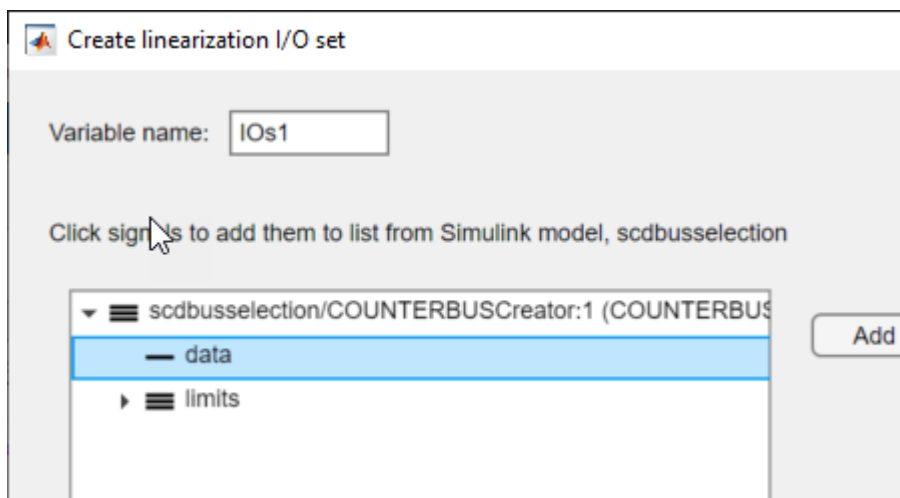 Create linearization I/O set
Variable name: IOs1
Click signals to add them to list from Simulink model, scdbusselection
scdbusselection/COUNTERBUSCreator:1 (COUNTERBUS
Add
data
limits